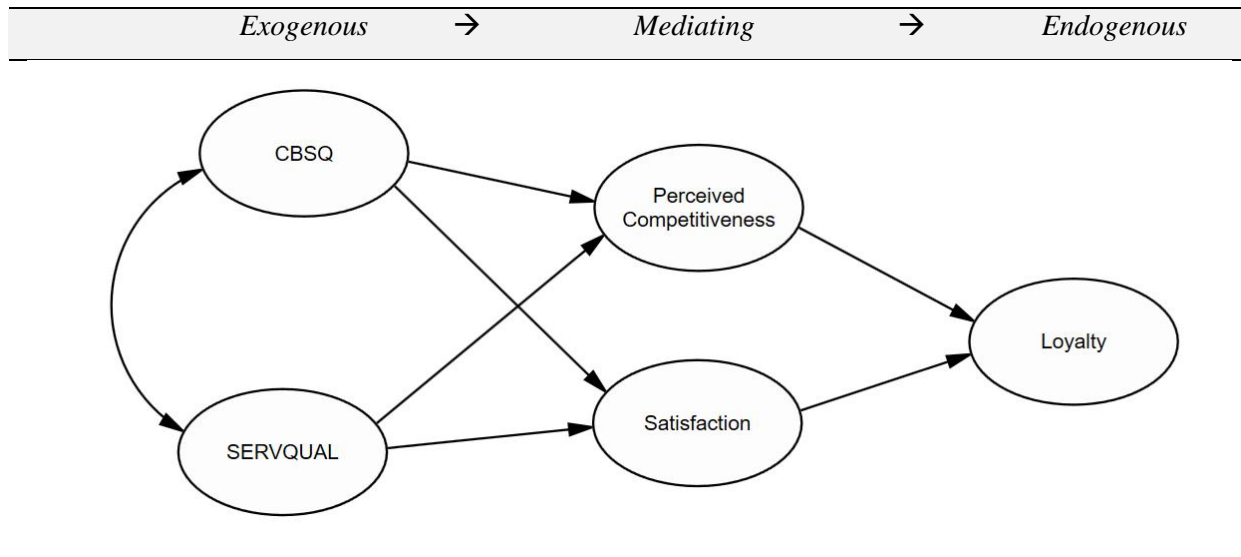 Exogenous → Mediating → Endogenous
CBSQ
Perceived
Competitiveness
Loyalty
Satisfaction
SERVQUAL